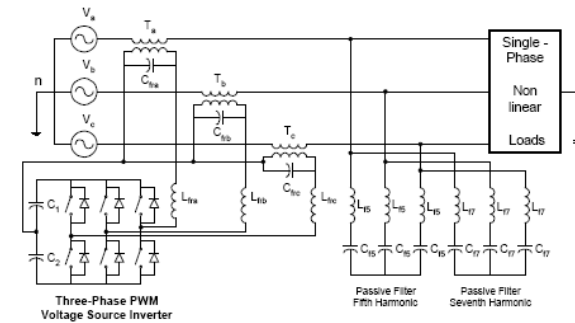 Va
Ta
Cfra
Vb
Tb
n
Cfrb
Vc
Tc
Cfrc
Single -
Phase
Non
linear
Loads
C1
C2
Lfra
Lfrb
Lfrc
Lf5
Lf5
Lf5
Lf7
Lf7
Lf7
Cf5
Cf5
Cf5
Cf7
Cf7
Cf7
Three-Phase PWM
Voltage Source Inverter
Passive Filter
Fifth Harmonic
Passive Filter
Seventh Harmonic